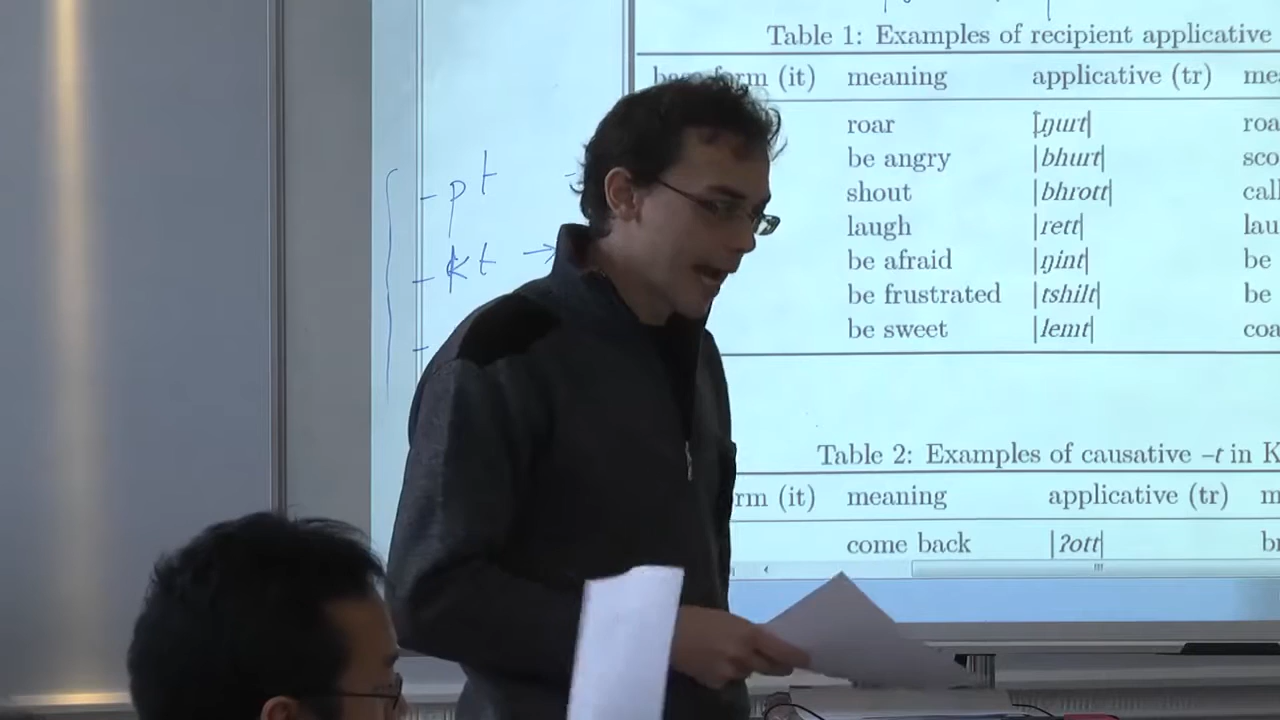 Table 1: Examples of recipient applicative
form (it) meaning applicative (tr)
roar |ŋurt|
be angry |bhurt|
shout |bhrott|
laugh |rett|
be afraid |ŋint|
be frustrated |tshilt|
be sweet |lemt|
-pt
-kt →
Table 2: Examples of causative –t in K
rm (it) meaning applicative (tr)
come back |ʔott|